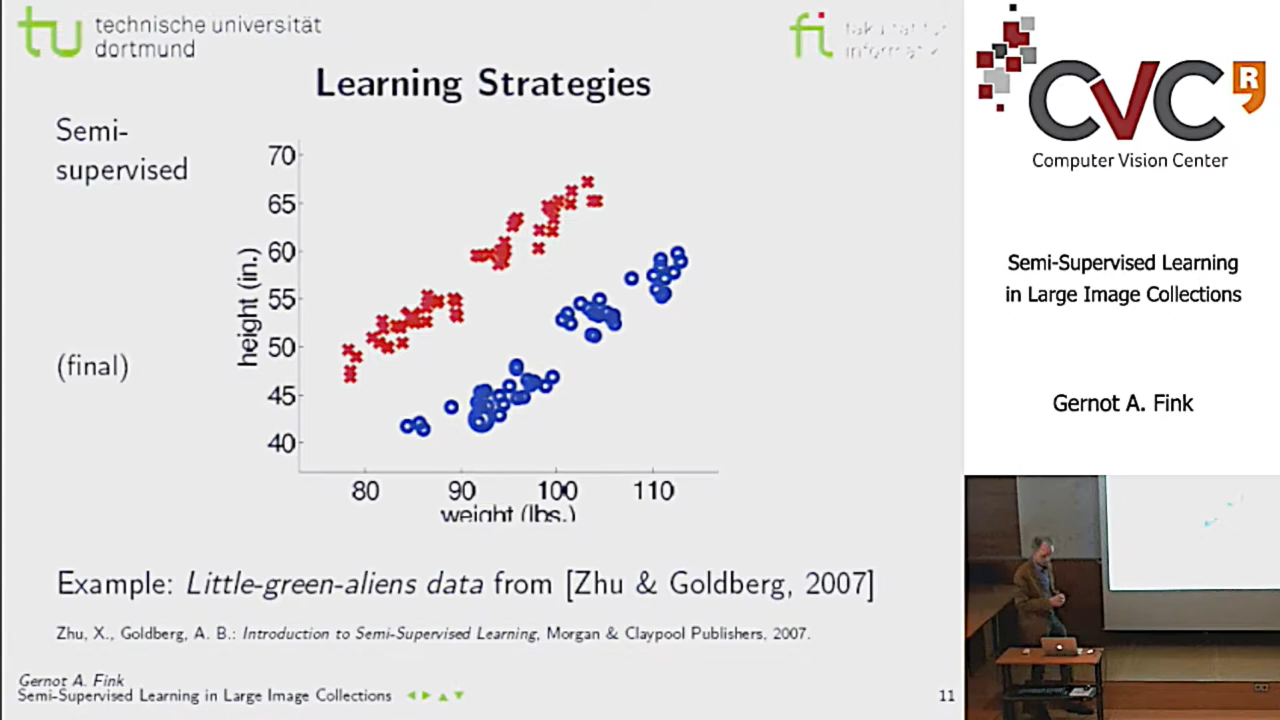 technische universität
dortmund
Learning Strategies
Semi-
supervised
(final)
70
65
60
55
50
45
40
height (in.)
80 90 100 110
weight (lbs.)
Example: Little-green-aliens data from [Zhu & Goldberg, 2007]
Zhu, X., Goldberg, A. B.: Introduction to Semi-Supervised Learning, Morgan & Claypool Publishers, 2007.
Gernot A. Fink
Semi-Supervised Learning in Large Image Collections
11
CVC
R
Computer Vision Center
Semi-Supervised Learning
in Large Image Collections
Gernot A. Fink
tu
fi